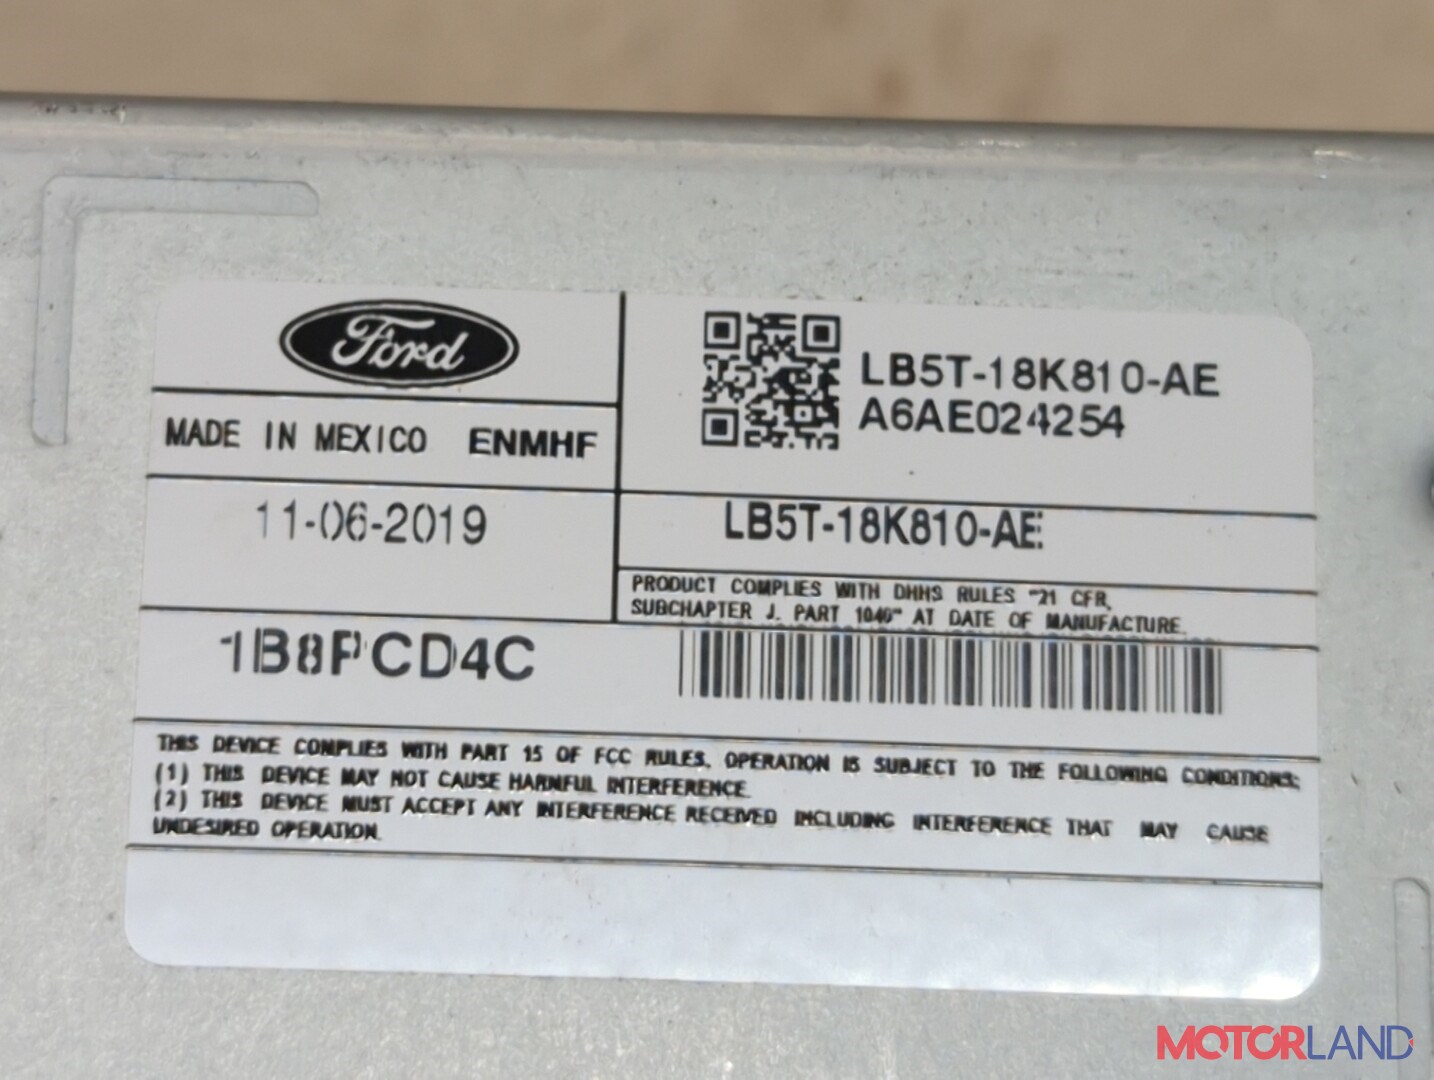 Ford
LB5T-18K810-AE
A6AE024254
MADE IN MEXICO ENMHF
11-06-2019
LB5T-18K810-AE
PRODUCT COMPLIES WITH DHHS RULES "21 CFR,
SUBCHAPTER J. PART 1040" AT DATE OF MANUFACTURE.
1B8PCD4C
THIS DEVICE COMPLIES WITH PART 15 OF FCC RULES. OPERATION IS SUBJECT TO THE FOLLOWING CONDITIONS:
(1) THIS DEVICE MAY NOT CAUSE HARMFUL INTERFERENCE.
(2) THIS DEVICE MUST ACCEPT ANY INTERFERENCE RECEIVED INCLUDING INTERFERENCE THAT MAY CAUSE
UNDESIRED OPERATION.
MOTORLAND